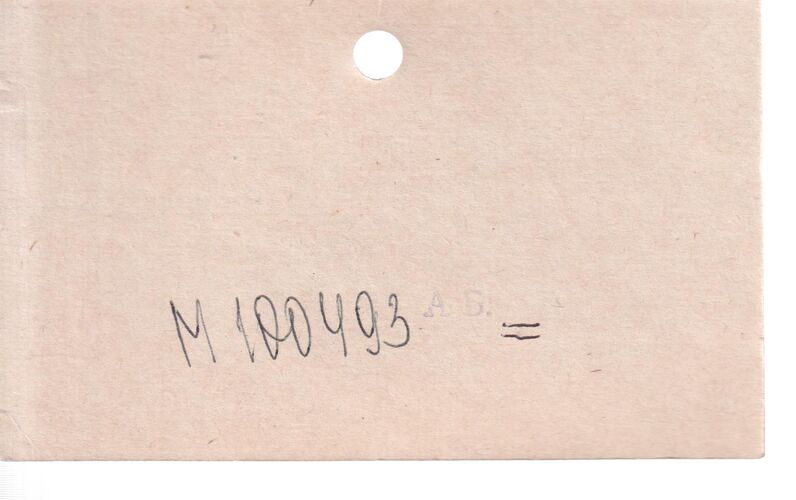 М 100493 А Б. =